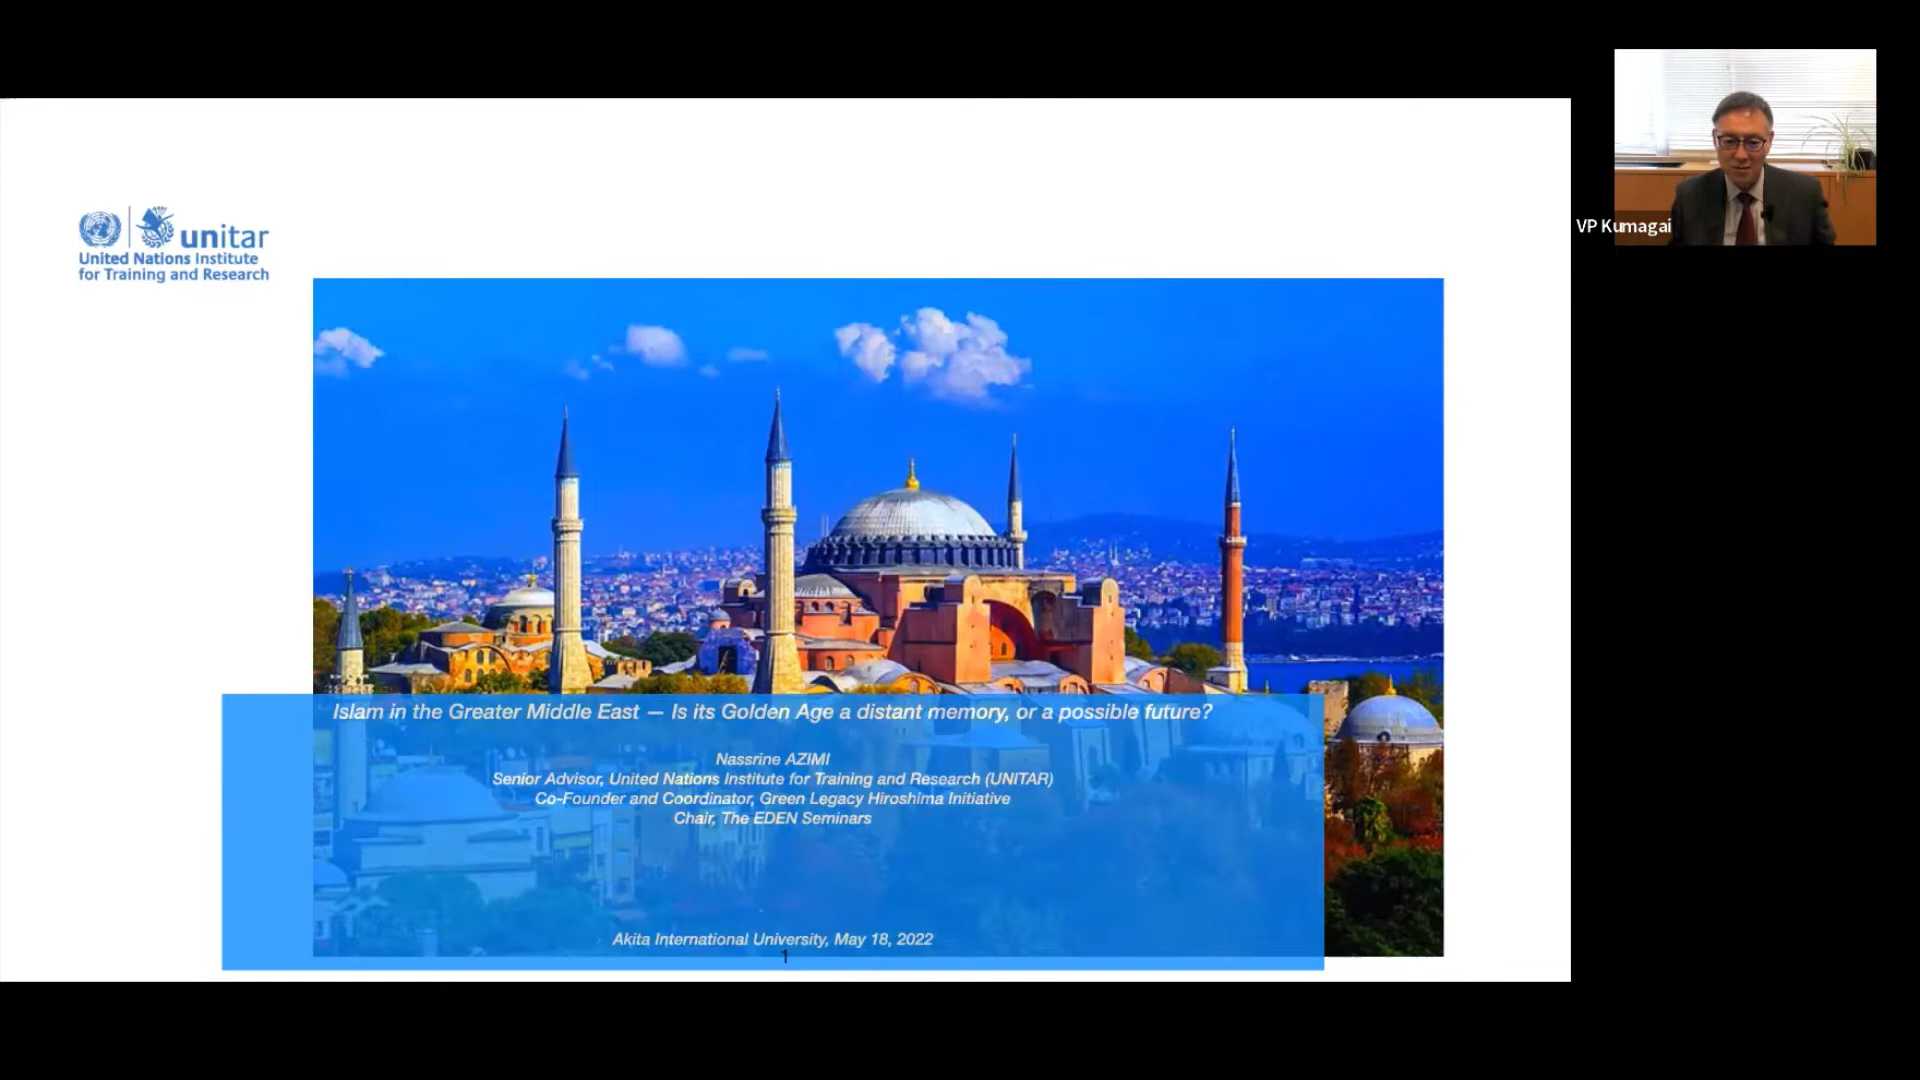 unitar
United Nations Institute
for Training and Research
VP Kumagai
Islam in the Greater Middle East — Is its Golden Age a distant memory, or a possible future?
Nassrine AZIMI
Senior Advisor, United Nations Institute for Training and Research (UNITAR)
Co-Founder and Coordinator, Green Legacy Hiroshima Initiative
Chair, The EDEN Seminars
Akita International University, May 18, 2022
1